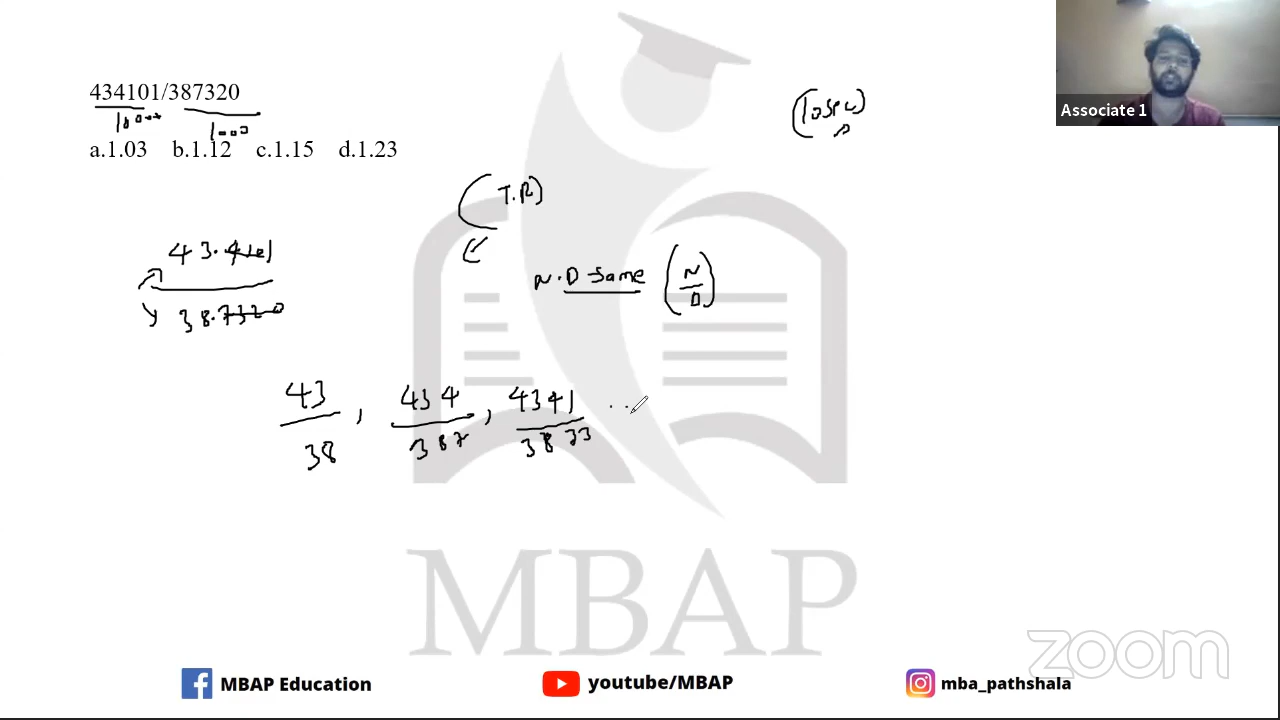 434101/387320
1000
a.1.03 b.1.12 c.1.15 d.1.23
Associate 1
(T.R)
43.4101
38.7320
N.D same (N/D)
43/38 , 434/387 , 4341/3873 ...
MBAP
zoom
MBAP Education
youtube/MBAP
mba_pathshala